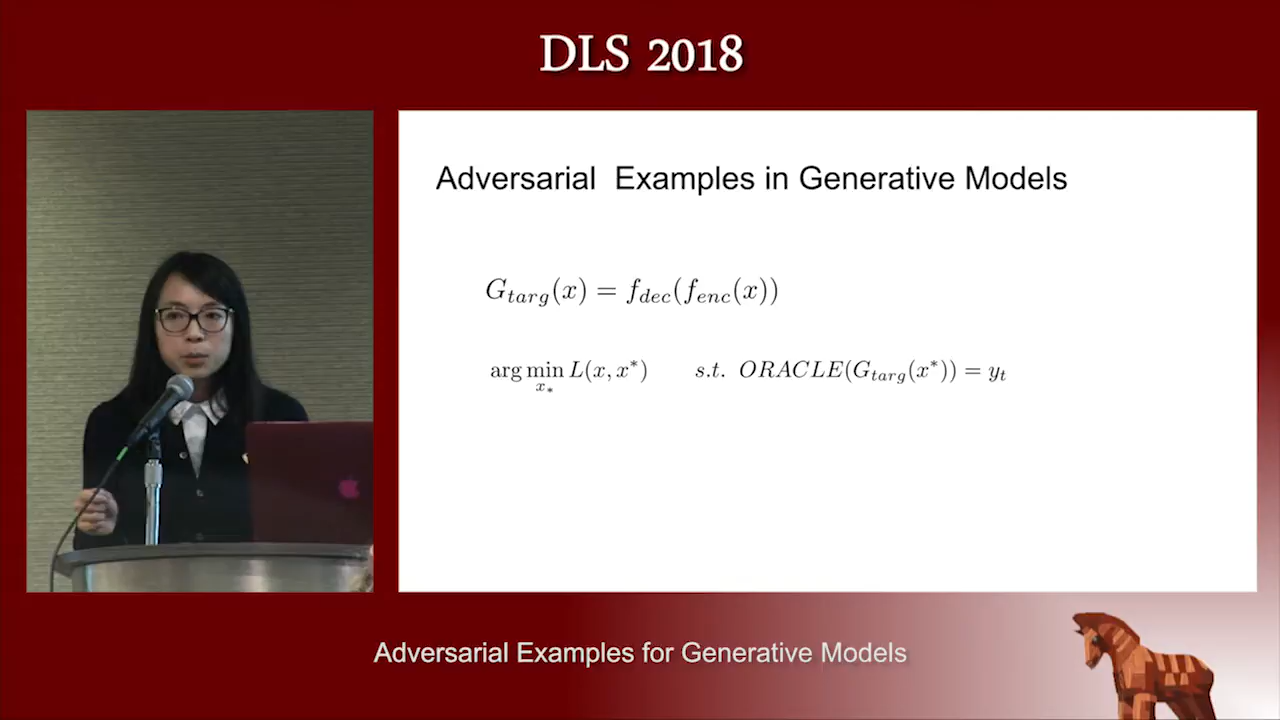 DLS 2018
Adversarial Examples in Generative Models
G_{targ}(x) = f_{dec}(f_{enc}(x))
arg min_{x_*} L(x, x^*) s.t. ORACLE(G_{targ}(x^*)) = y_t
Adversarial Examples for Generative Models